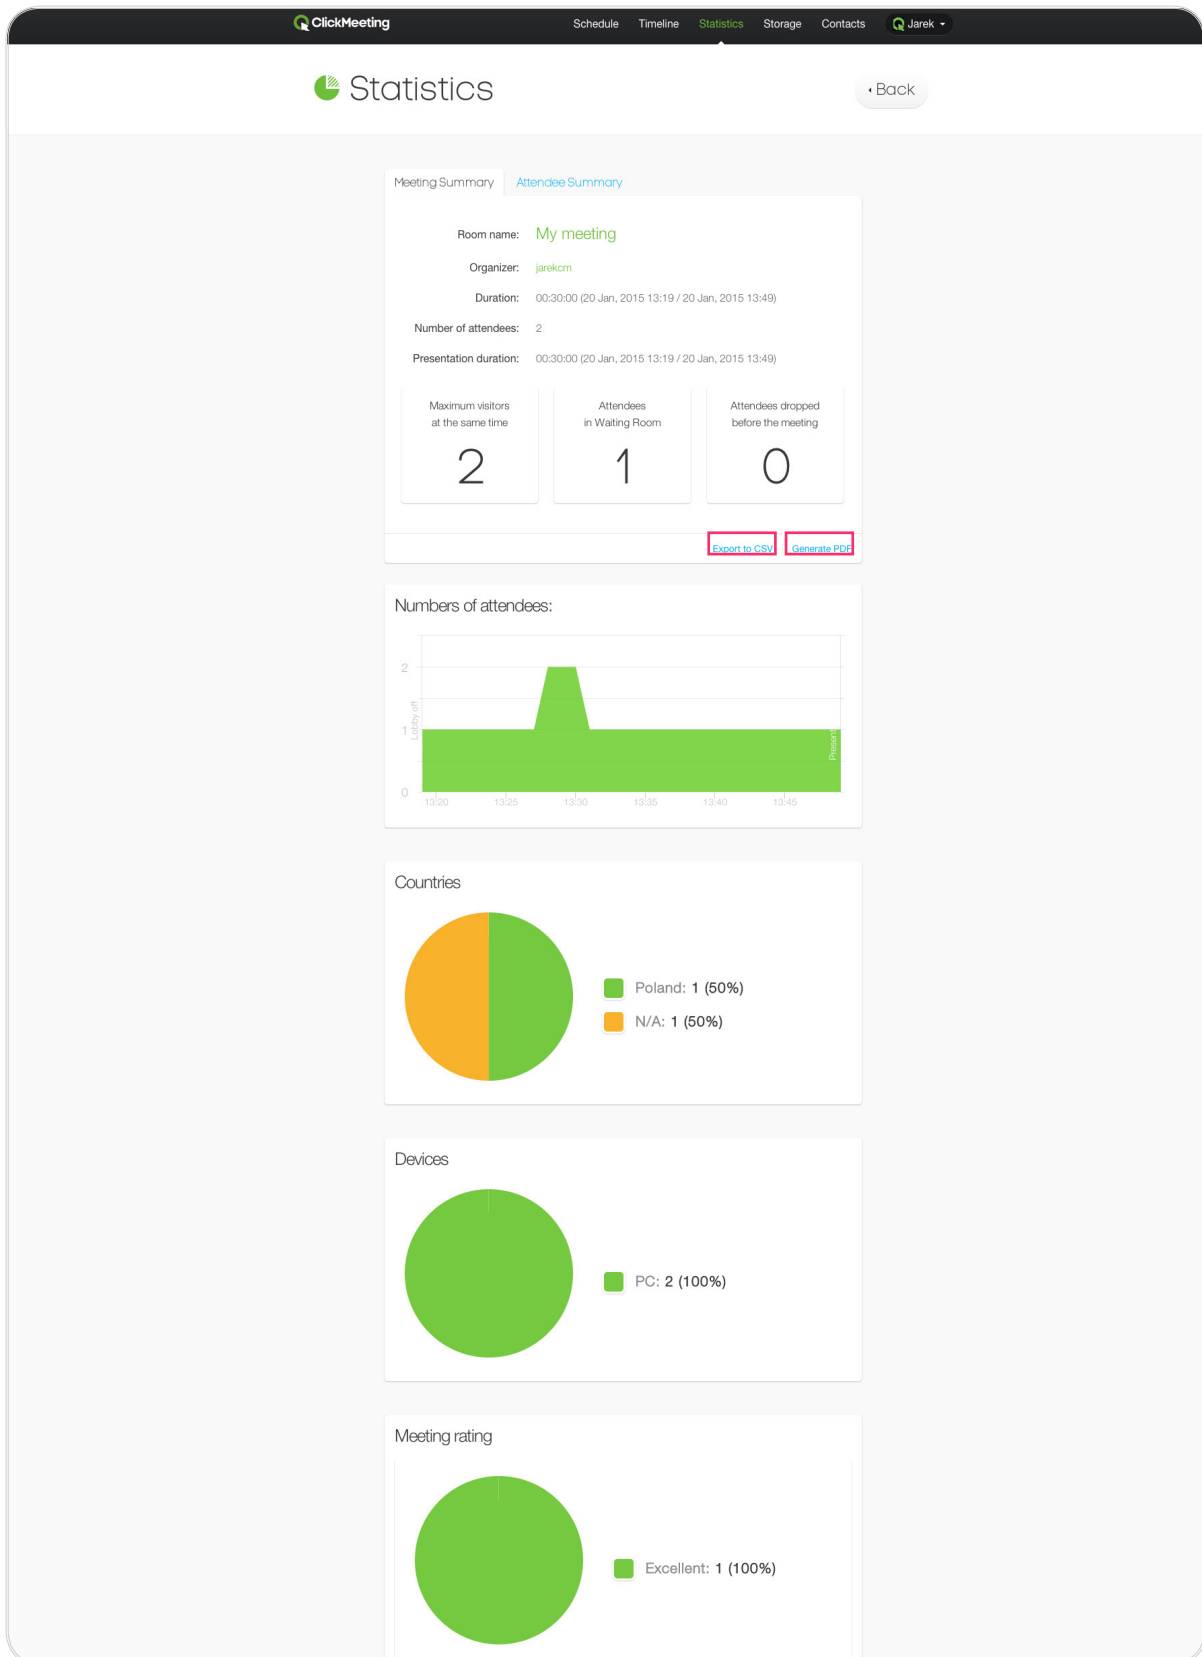 ClickMeeting
Schedule Timeline Statistics Storage Contacts Jarek
Statistics
Back
Meeting Summary Attendee Summary
Room name: My meeting
Organizer: jarekcm
Duration: 00:30:00 (20 Jan, 2015 13:19 / 20 Jan, 2015 13:49)
Number of attendees: 2
Presentation duration: 00:30:00 (20 Jan, 2015 13:19 / 20 Jan, 2015 13:49)
Maximum visitors
at the same time
2
Attendees
in Waiting Room
1
Attendees dropped
before the meeting
0
Export to CSV Generate PDF
Numbers of attendees:
2
1
0
Lobby off
Present
13:20 13:25 13:30 13:35 13:40 13:45
Countries
Poland: 1 (50%)
N/A: 1 (50%)
Devices
PC: 2 (100%)
Meeting rating
Excellent: 1 (100%)